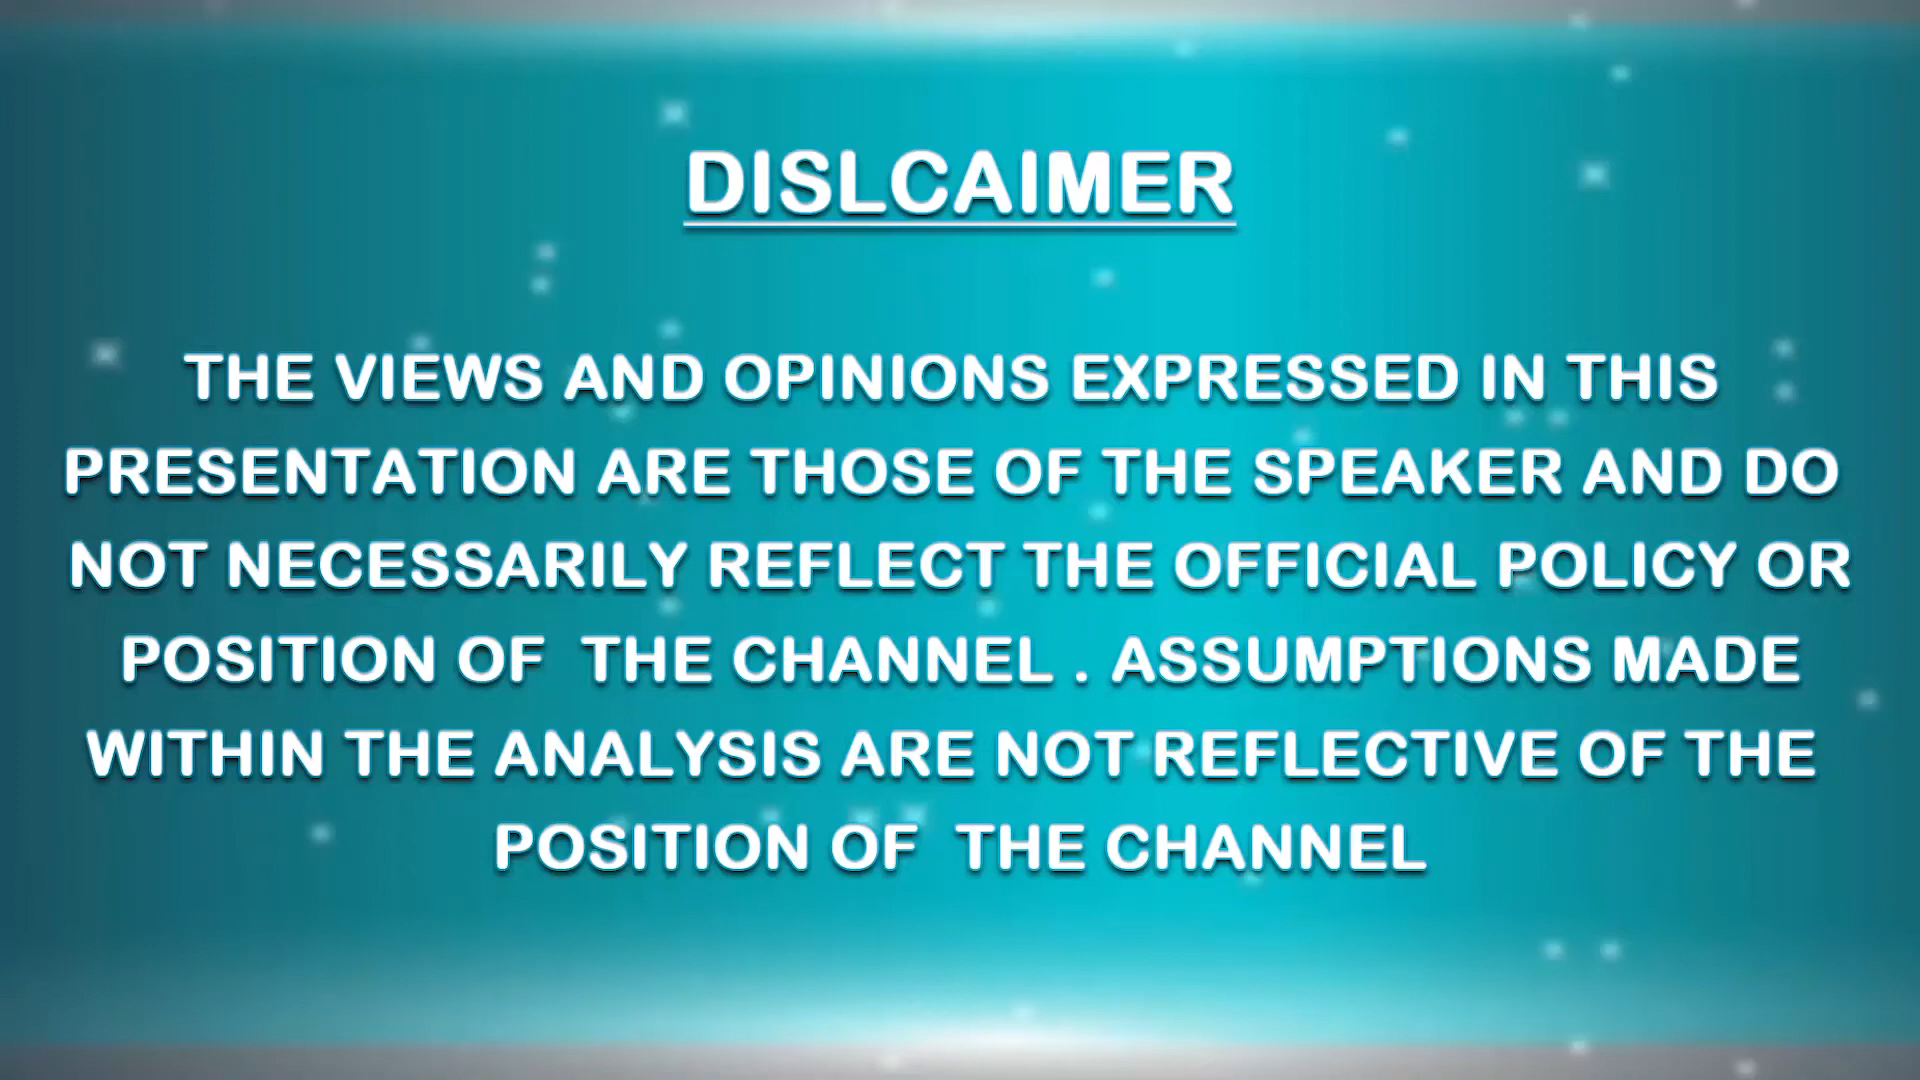 DISLCAIMER
THE VIEWS AND OPINIONS EXPRESSED IN THIS
PRESENTATION ARE THOSE OF THE SPEAKER AND DO
NOT NECESSARILY REFLECT THE OFFICIAL POLICY OR
POSITION OF  THE CHANNEL . ASSUMPTIONS MADE
WITHIN THE ANALYSIS ARE NOT REFLECTIVE OF THE
POSITION OF  THE CHANNEL